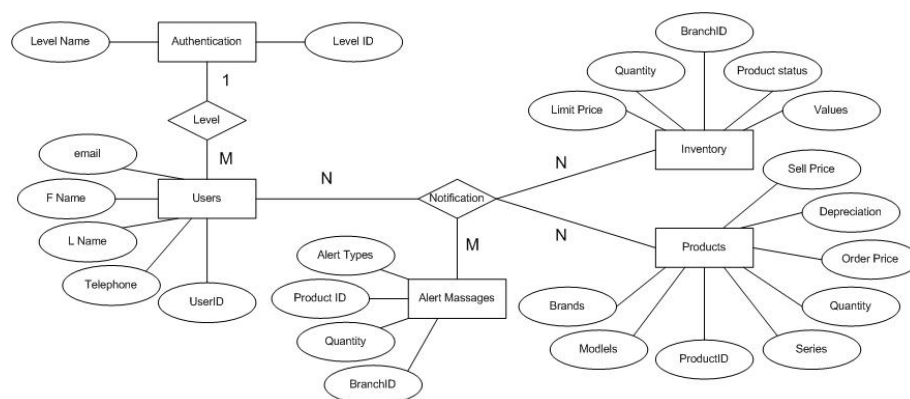 BranchID
Level Name
Authentication
Level ID
Quantity
Product status
1
Limit Price
Values
Level
email
M
N
N
Inventory
Sell Price
F Name
Users
Notification
Depreciation
L Name
N
Products
M
Alert Types
Order Price
Telephone
Product ID
Alert Massages
UserID
Brands
Quantity
Quantity
Modlels
ProductID
Series
BranchID